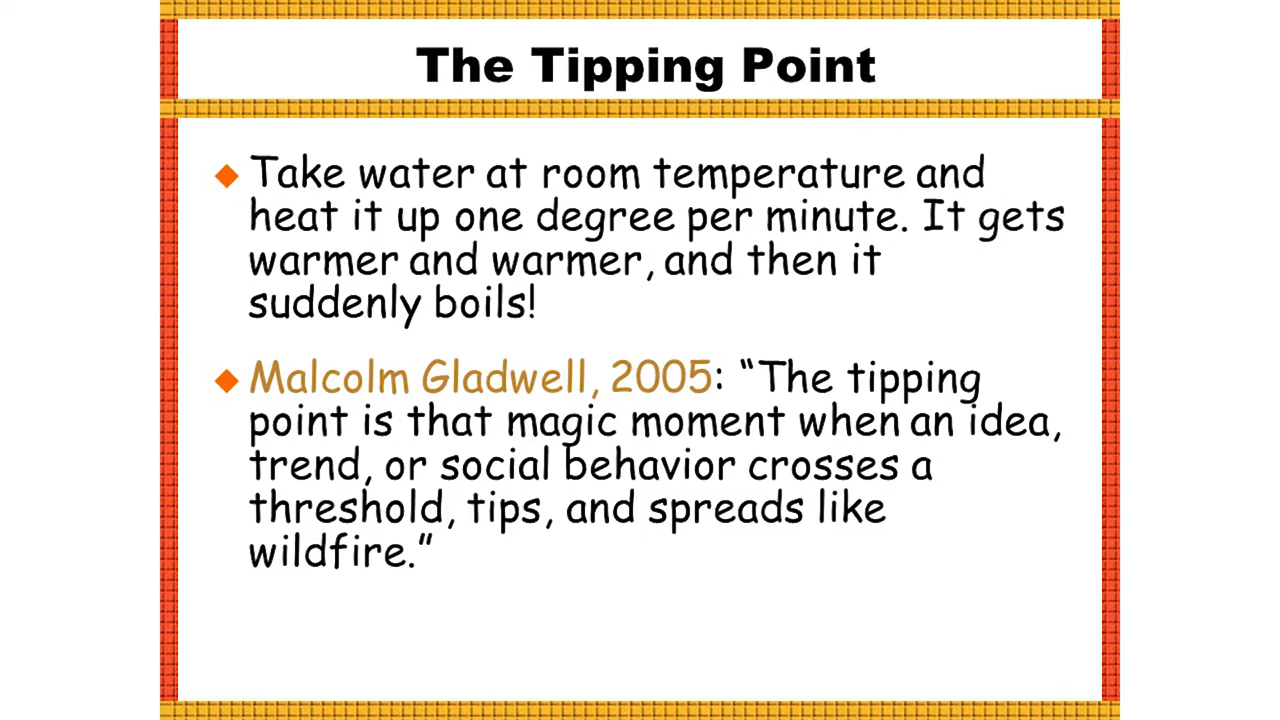 The Tipping Point
Take water at room temperature and
heat it up one degree per minute. It gets
warmer and warmer, and then it
suddenly boils!
Malcolm Gladwell, 2005: “The tipping
point is that magic moment when an idea,
trend, or social behavior crosses a
threshold, tips, and spreads like
wildfire.”